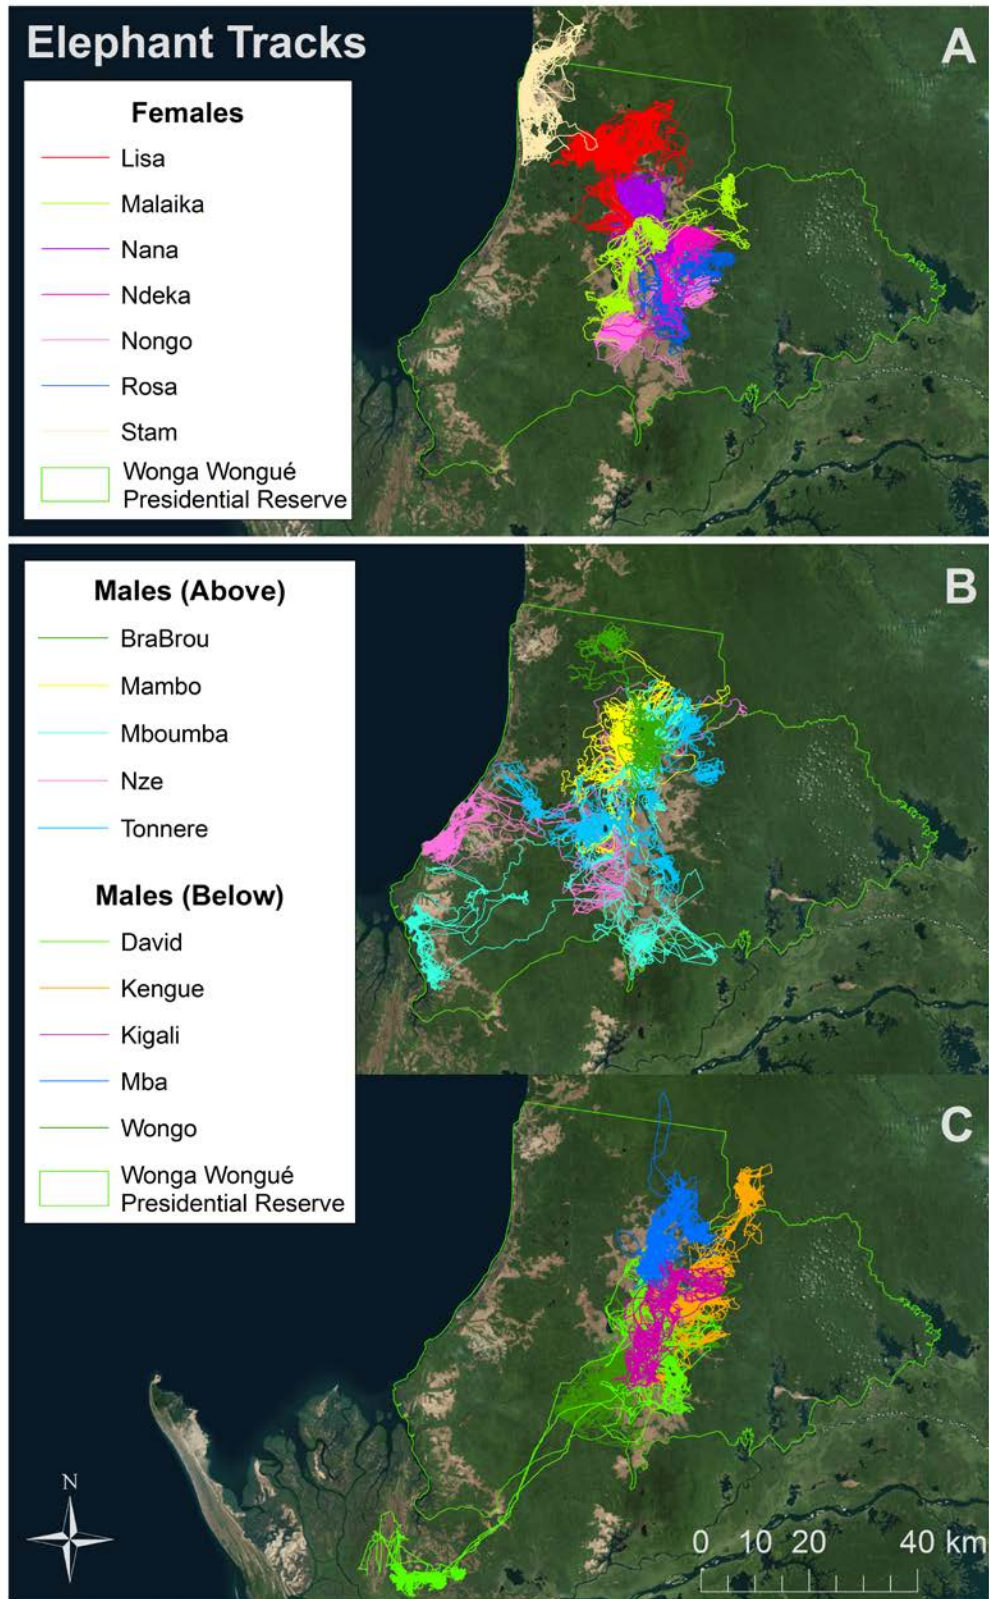 Elephant Tracks
A
Females
Lisa
Malaika
Nana
Ndeka
Nongo
Rosa
Stam
Wonga Wongué
Presidential Reserve
B
Males (Above)
BraBrou
Mambo
Mboumba
Nze
Tonnere
Males (Below)
David
Kengue
Kigali
Mba
Wongo
Wonga Wongué
Presidential Reserve
C
N
0 10 20 40 km